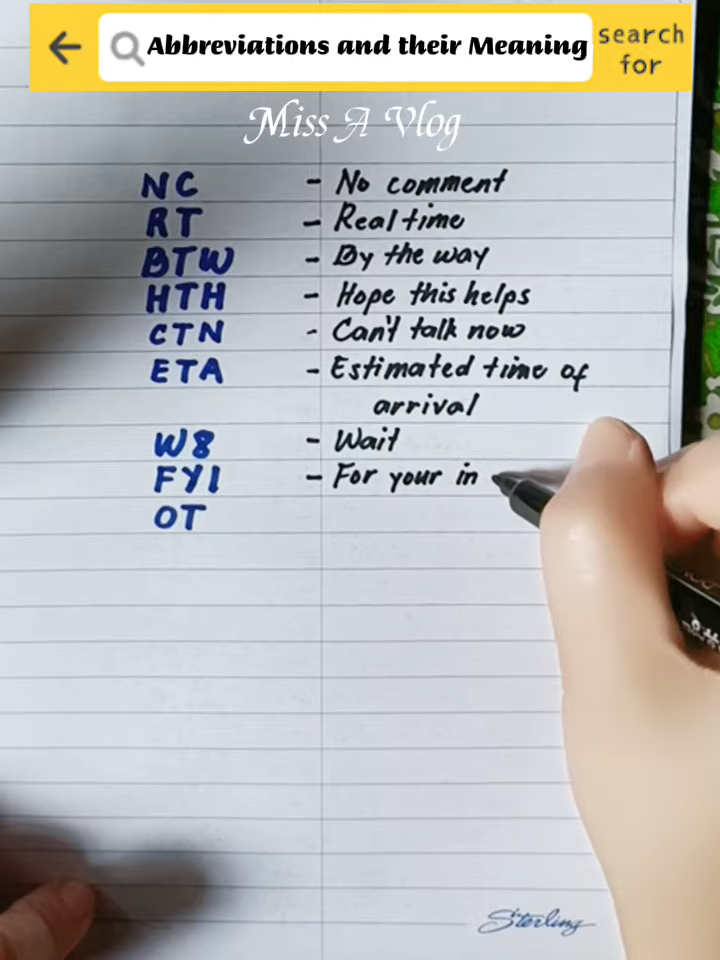 Abbreviations and their Meaning
search
for
Miss A Vlog
NC - No comment
RT - Real time
BTW - By the way
HTH - Hope this helps
CTN - Can't talk now
ETA - Estimated time of
arrival
W8 - Wait
FYI - For your in
OT
Sterling